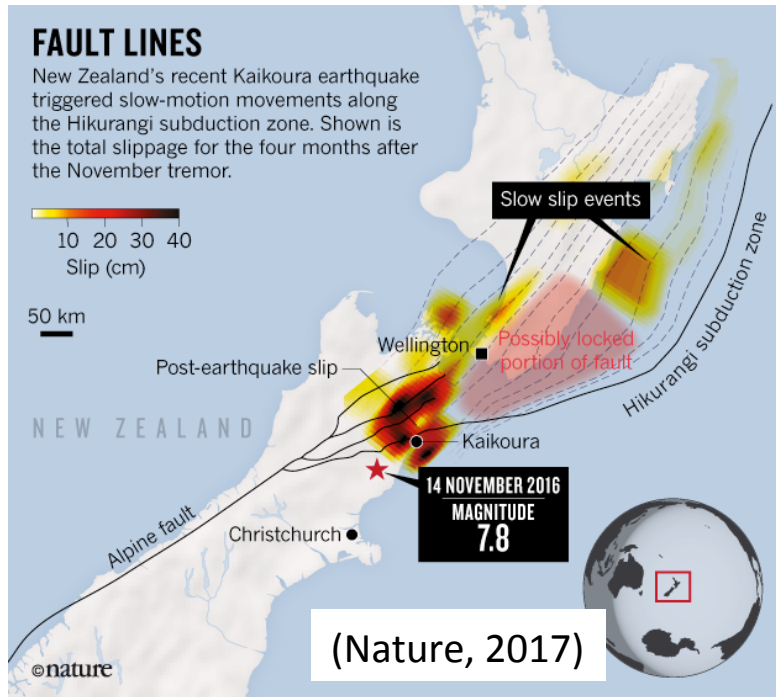 FAULT LINES
New Zealand's recent Kaikoura earthquake
triggered slow-motion movements along
the Hikurangi subduction zone. Shown is
the total slippage for the four months after
the November tremor.
10 20 30 40
Slip (cm)
50 km
Slow slip events
Hikurangi subduction zone
Wellington
Possibly locked
portion of fault
Post-earthquake slip
NEW ZEALAND
Kaikoura
14 NOVEMBER 2016
MAGNITUDE
7.8
Christchurch
Alpine fault
(Nature, 2017)
©nature